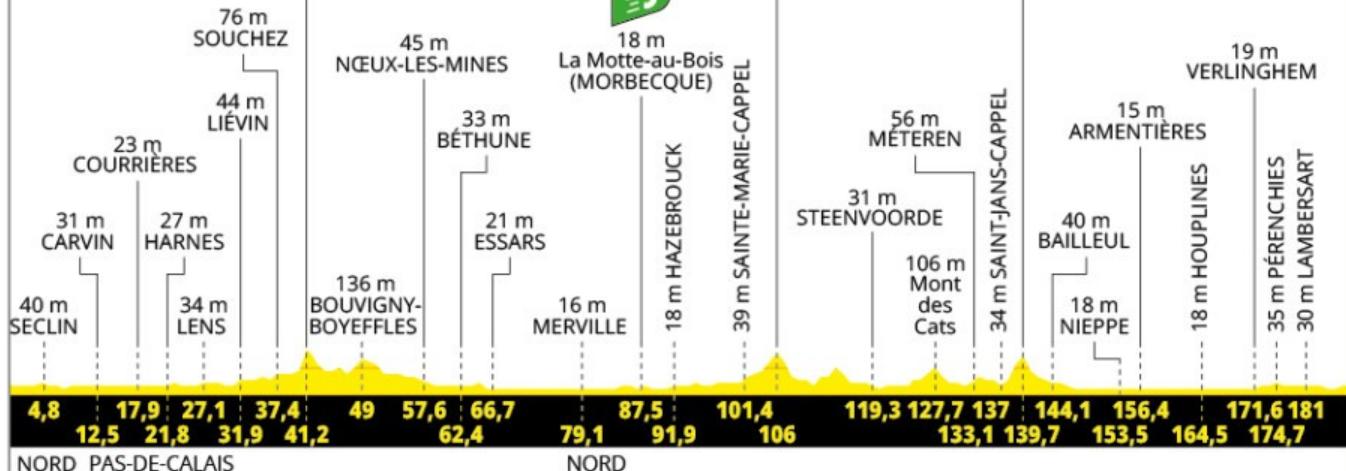 76 m
SOUCHEZ
45 m
NŒUX-LES-MINES
18 m
La Motte-au-Bois
(MORBECQUE)
19 m
VERLINGHEM
44 m
LIÉVIN
33 m
BÉTHUNE
39 m SAINTE-MARIE-CAPPEL
56 m
MÉTEREN
34 m SAINT-JANS-CAPPEL
15 m
ARMENTIÈRES
23 m
COURRIÈRES
18 m HAZEBROUCK
31 m
STEENVOORDE
18 m HOUPLINES
35 m PÉRENCHIES
30 m LAMBERSART
31 m
CARVIN
27 m
HARNES
21 m
ESSARS
40 m
BAILLEUL
106 m
Mont
des
Cats
40 m
SECLIN
34 m
LENS
136 m
BOUVIGNY-
BOYEFFLES
16 m
MERVILLE
18 m
NIEPPE
4,8 17,9 27,1 37,4 49 57,6 66,7 87,5 101,4 119,3 127,7 137 144,1 156,4 171,6 181
12,5 21,8 31,9 41,2 62,4 79,1 91,9 106 133,1 139,7 153,5 164,5 174,7
NORD PAS-DE-CALAIS NORD